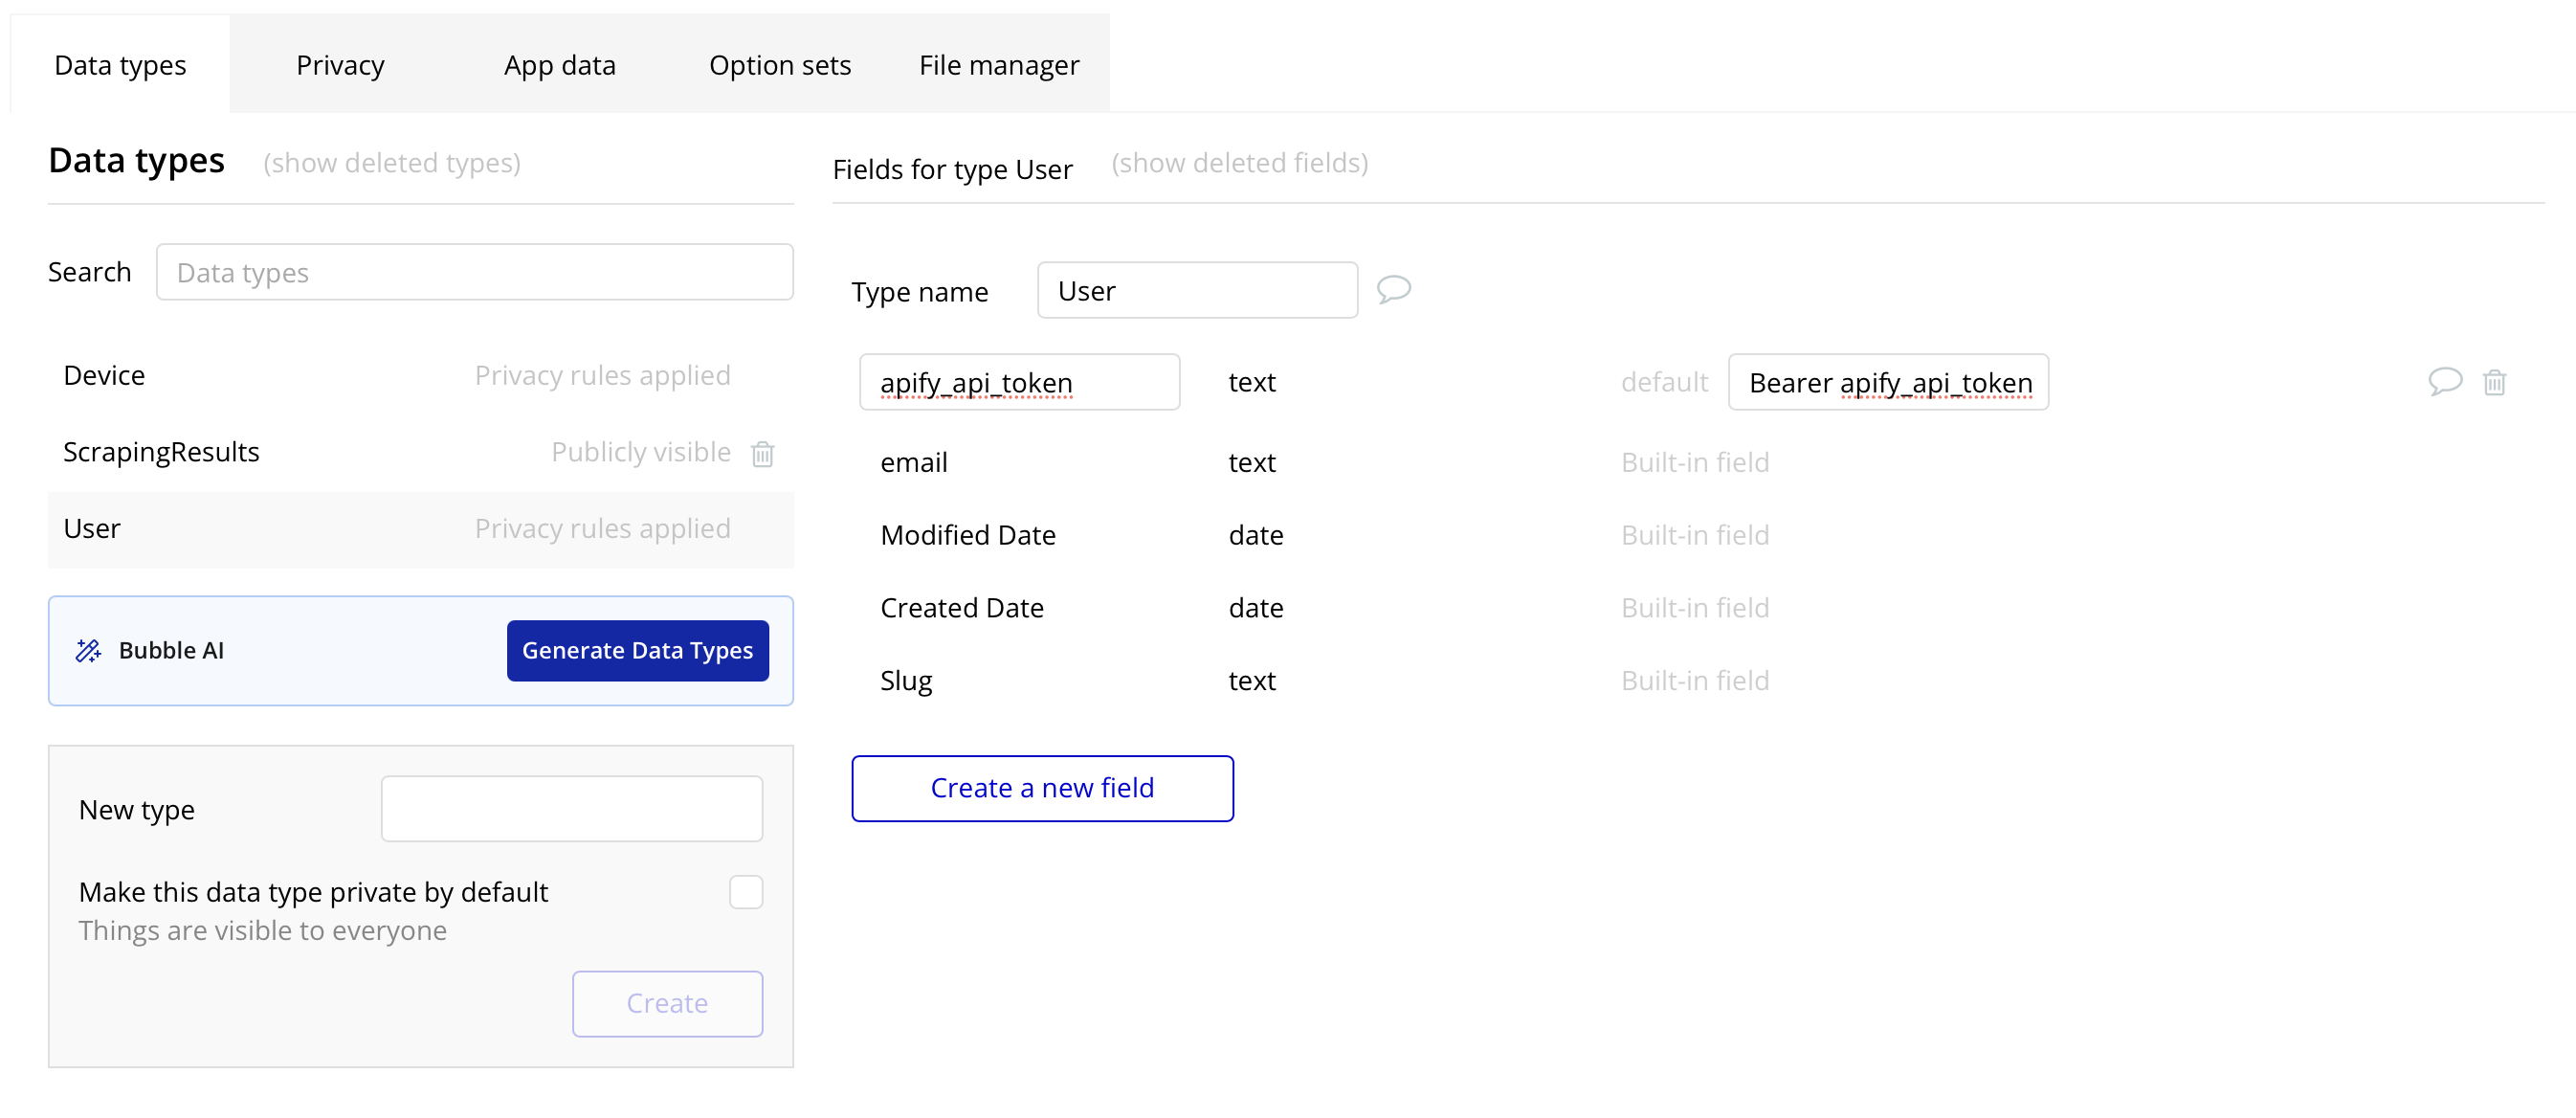 Data types
Privacy
App data
Option sets
File manager
Data types (show deleted types)
Search Data types
Device Privacy rules applied
ScrapingResults Publicly visible
User Privacy rules applied
Bubble AI Generate Data Types
New type
Make this data type private by default
Things are visible to everyone
Create
Fields for type User (show deleted fields)
Type name User
apify_api_token text default Bearer apify_api_token
email text Built-in field
Modified Date date Built-in field
Created Date date Built-in field
Slug text Built-in field
Create a new field